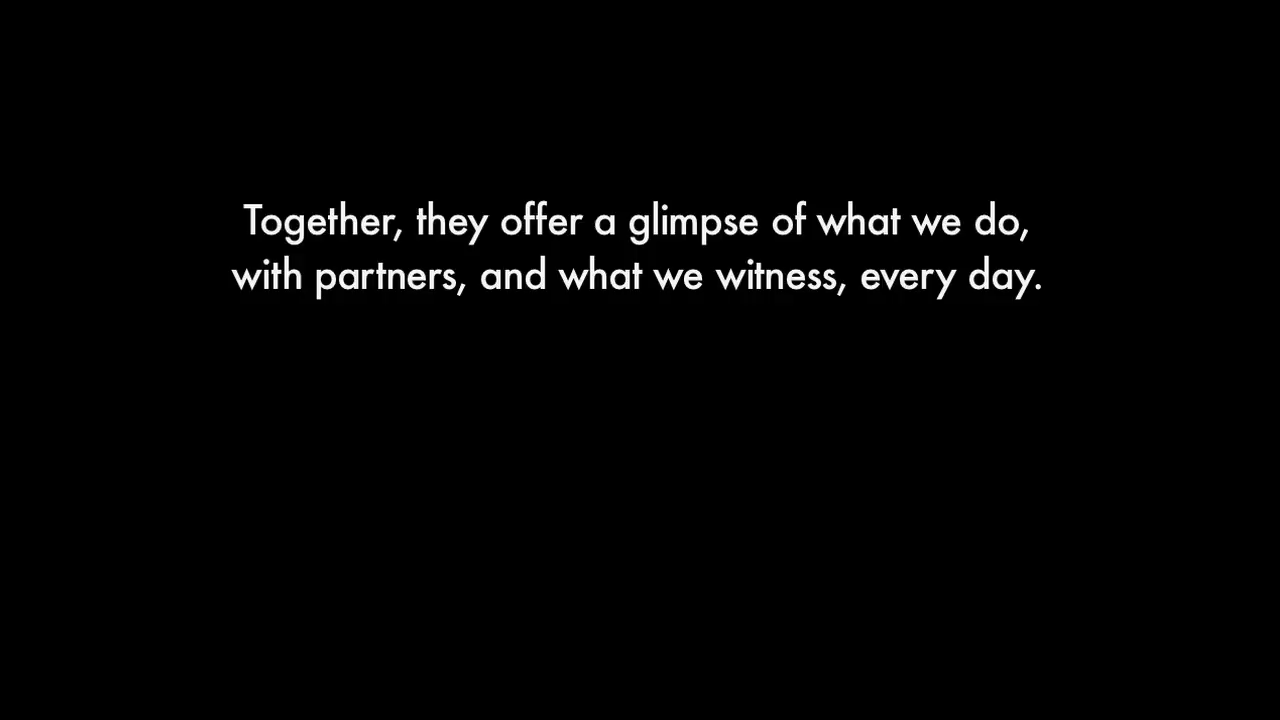 Together, they offer a glimpse of what we do,
with partners, and what we witness, every day.